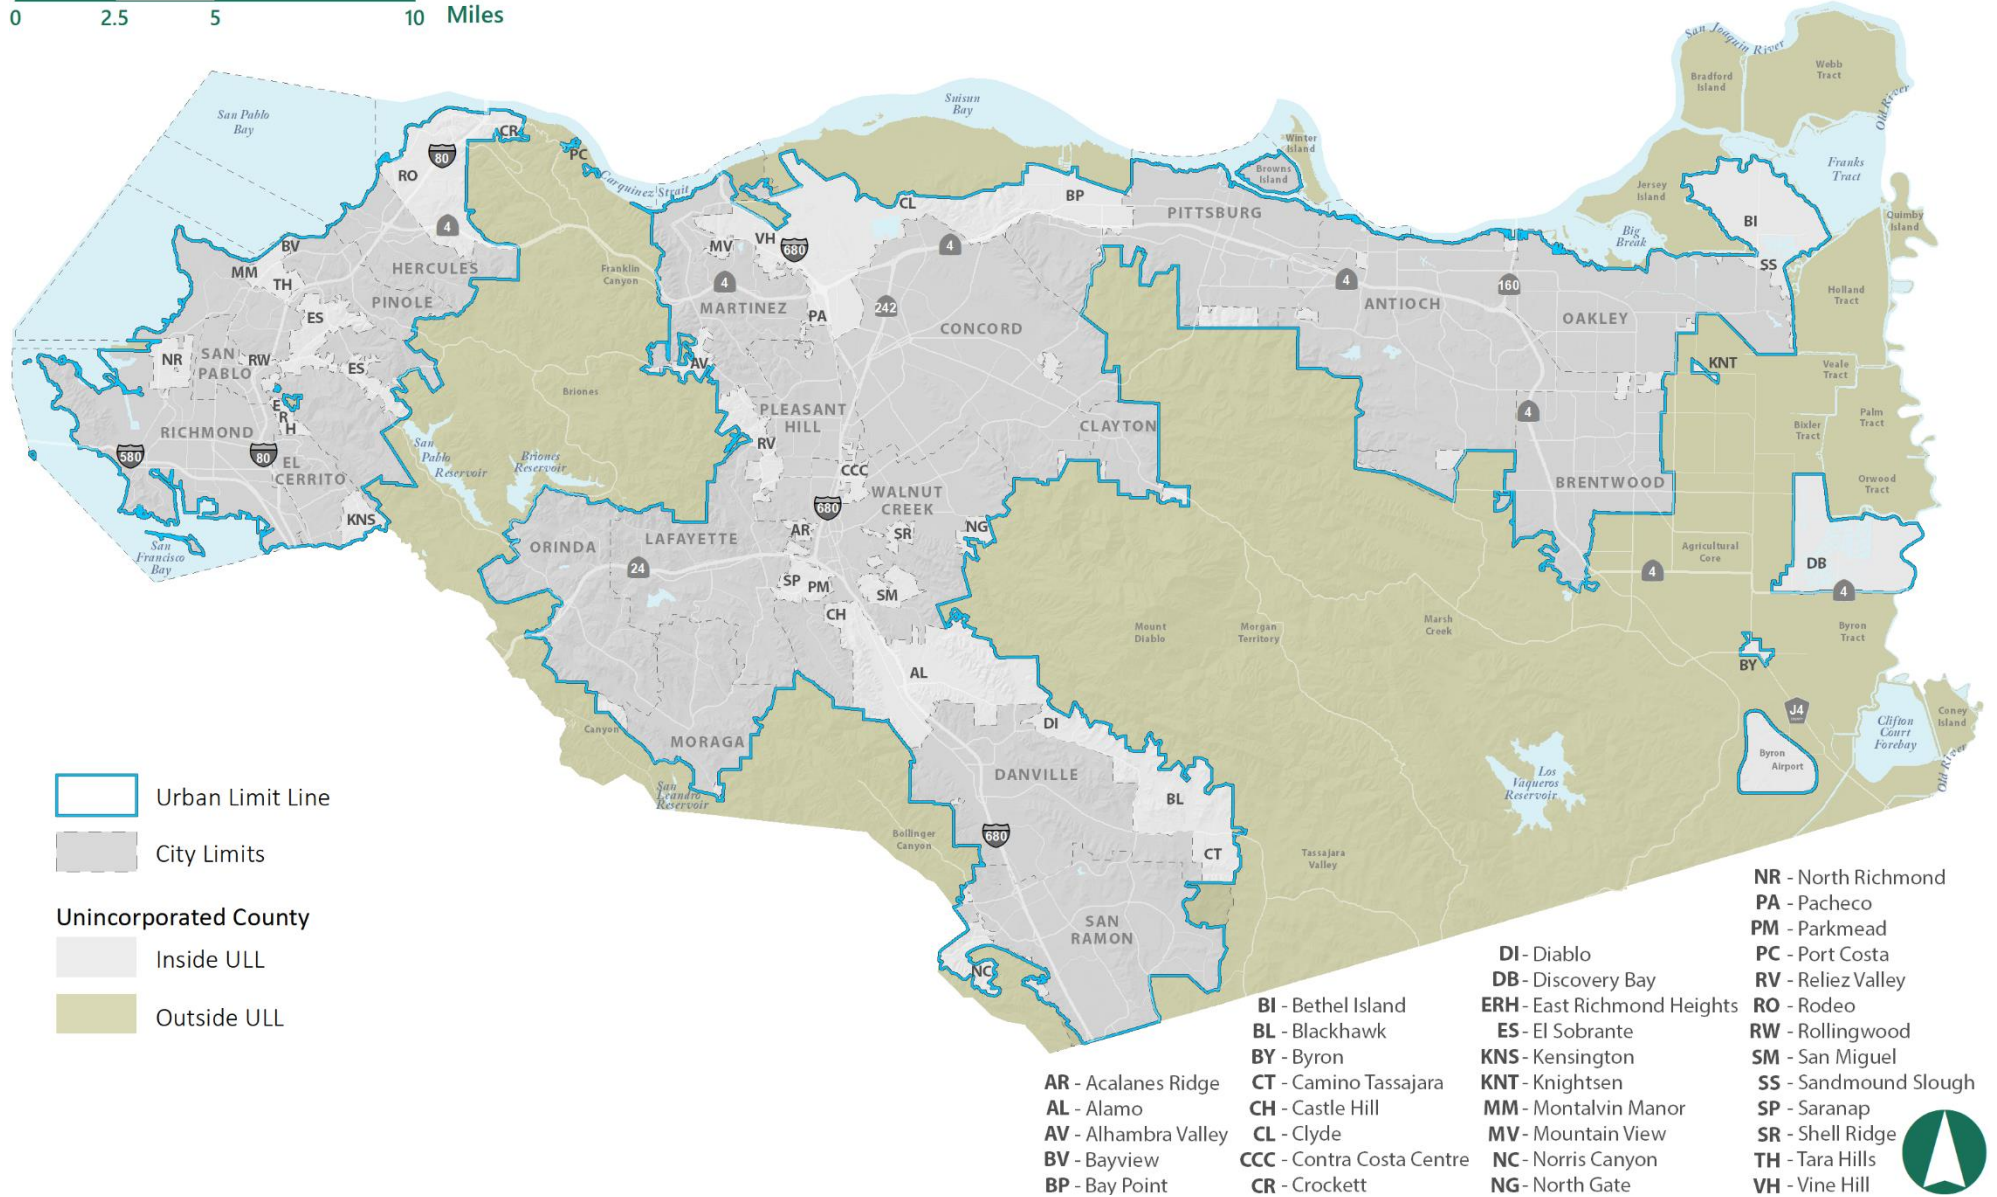 0 2.5 5 10 Miles
San Joaquin River
Bradford
Island
Webb
Tract
Old River
San Pablo
Bay
Suisun
Bay
Winter
Island
Browns
Island
Franks
Tract
CR
80
PC
RO
Carquinez Strait
CL
BP
PITTSBURG
Jersey
Island
BI
Quimby
Island
4
BV
MV
VH
680
4
Big
Break
SS
MM
TH
HERCULES
Franklin
Canyon
4
4
160
Holland
Tract
PINOLE
MARTINEZ
PA
242
CONCORD
ANTIOCH
OAKLEY
ES
NR
SAN
PABLO
RW
ES
AV
KNT
Veale
Tract
Briones
E
R
H
PLEASANT
HILL
CLAYTON
4
Palm
Tract
Bixler
Tract
RICHMOND
580
80
EL
CERRITO
San
Pablo
Reservoir
Briones
Reservoir
RV
CCC
WALNUT
CREEK
BRENTWOOD
Orwood
Tract
KNS
680
San
Francisco
Bay
ORINDA
LAFAYETTE
AR
SR
NG
Agricultural
Core
DB
24
SP
PM
SM
4
4
CH
Mount
Diablo
Morgan
Territory
Marsh
Creek
Byron
Tract
AL
BY
Canyon
MORAGA
DI
J4
Clifton
Court
Forebay
Coney
Island
Old River
DANVILLE
Byron
Airport
San
Leandro
Reservoir
BL
Los
Vaqueros
Reservoir
Bollinger
Canyon
680
CT
Tassajara
Valley
SAN
RAMON
NC
Urban Limit Line
City Limits
Unincorporated County
Inside ULL
Outside ULL
AR - Acalanes Ridge
AL - Alamo
AV - Alhambra Valley
BV - Bayview
BP - Bay Point
BI - Bethel Island
BL - Blackhawk
BY - Byron
CT - Camino Tassajara
CH - Castle Hill
CL - Clyde
CCC - Contra Costa Centre
CR - Crockett
DI - Diablo
DB - Discovery Bay
ERH - East Richmond Heights
ES - El Sobrante
KNS - Kensington
KNT - Knightsen
MM - Montalvin Manor
MV - Mountain View
NC - Norris Canyon
NG - North Gate
NR - North Richmond
PA - Pacheco
PM - Parkmead
PC - Port Costa
RV - Reliez Valley
RO - Rodeo
RW - Rollingwood
SM - San Miguel
SS - Sandmound Slough
SP - Saranap
SR - Shell Ridge
TH - Tara Hills
VH - Vine Hill